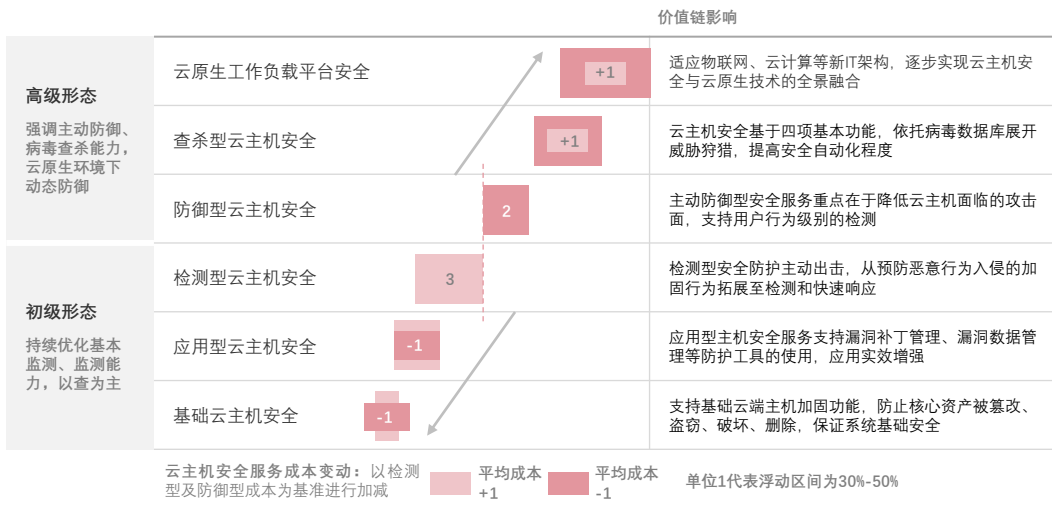 价值链影响
高级形态
强调主动防御、
病毒查杀能力，
云原生环境下
动态防御
云原生工作负载平台安全
+1
适应物联网、云计算等新IT架构，逐步实现云主机安
全与云原生技术的全景融合
查杀型云主机安全
+1
云主机安全基于四项基本功能，依托病毒数据库展开
威胁狩猎，提高安全自动化程度
防御型云主机安全
2
主动防御型安全服务重点在于降低云主机面临的攻击
面，支持用户行为级别的检测
初级形态
持续优化基本
监测、监测能
力，以查为主
检测型云主机安全
3
检测型安全防护主动出击，从预防恶意行为入侵的加
固行为拓展至检测和快速响应
应用型云主机安全
-1
应用型主机安全服务支持漏洞补丁管理、漏洞数据管
理等防护工具的使用，应用实效增强
基础云主机安全
-1
支持基础云端主机加固功能，防止核心资产被篡改、
盗窃、破坏、删除，保证系统基础安全
云主机安全服务成本变动：以检测
型及防御型成本为基准进行加减
平均成本
+1
平均成本
-1
单位1代表浮动区间为30%-50%